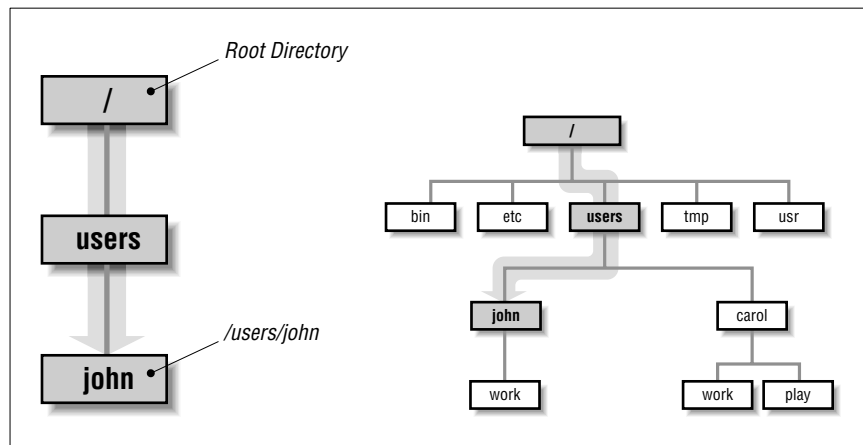 Root Directory
/
users
/users/john
john
/
bin etc users tmp usr
john carol
work work play